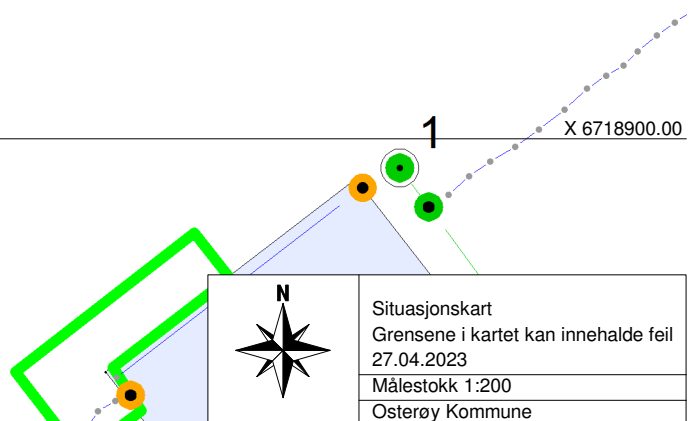 1
X 6718900.00
N
Situasjonskart
Grensene i kartet kan innehalde feil
27.04.2023
Målestokk 1:200
Osterøy Kommune